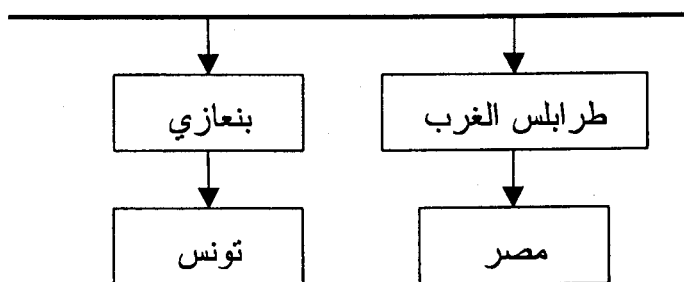 طرابلس الغرب
بنعازي
مصر
تونس